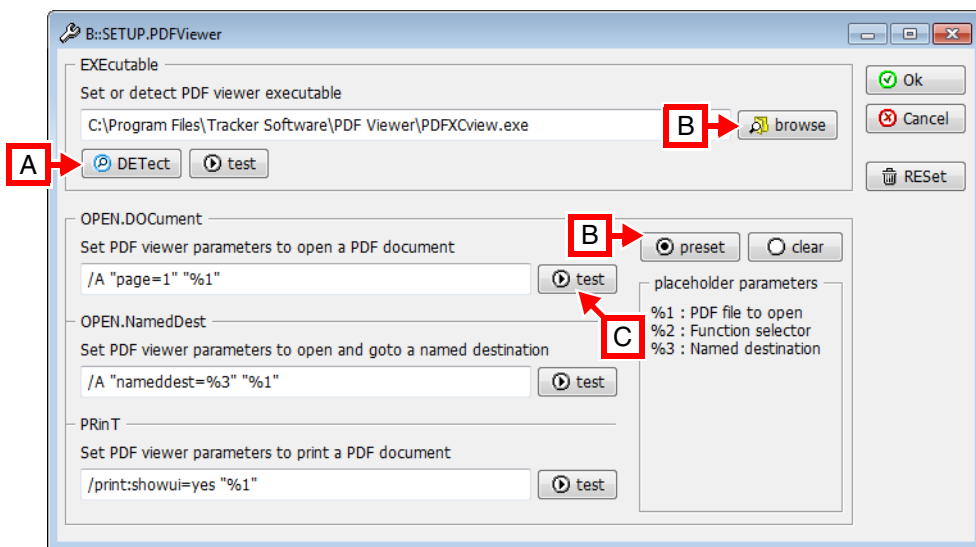 B::SETUP.PDFViewer
EXEcutable
Set or detect PDF viewer executable
C:\Program Files\Tracker Software\PDF Viewer\PDFXCview.exe
B
browse
A
DETect
test
Ok
Cancel
RESet
OPEN.DOCument
Set PDF viewer parameters to open a PDF document
B
preset
clear
/A "page=1" "%1"
test
C
placeholder parameters
%1 : PDF file to open
%2 : Function selector
%3 : Named destination
OPEN.NamedDest
Set PDF viewer parameters to open and goto a named destination
/A "nameddest=%3" "%1"
test
PRinT
Set PDF viewer parameters to print a PDF document
/print:showui=yes "%1"
test